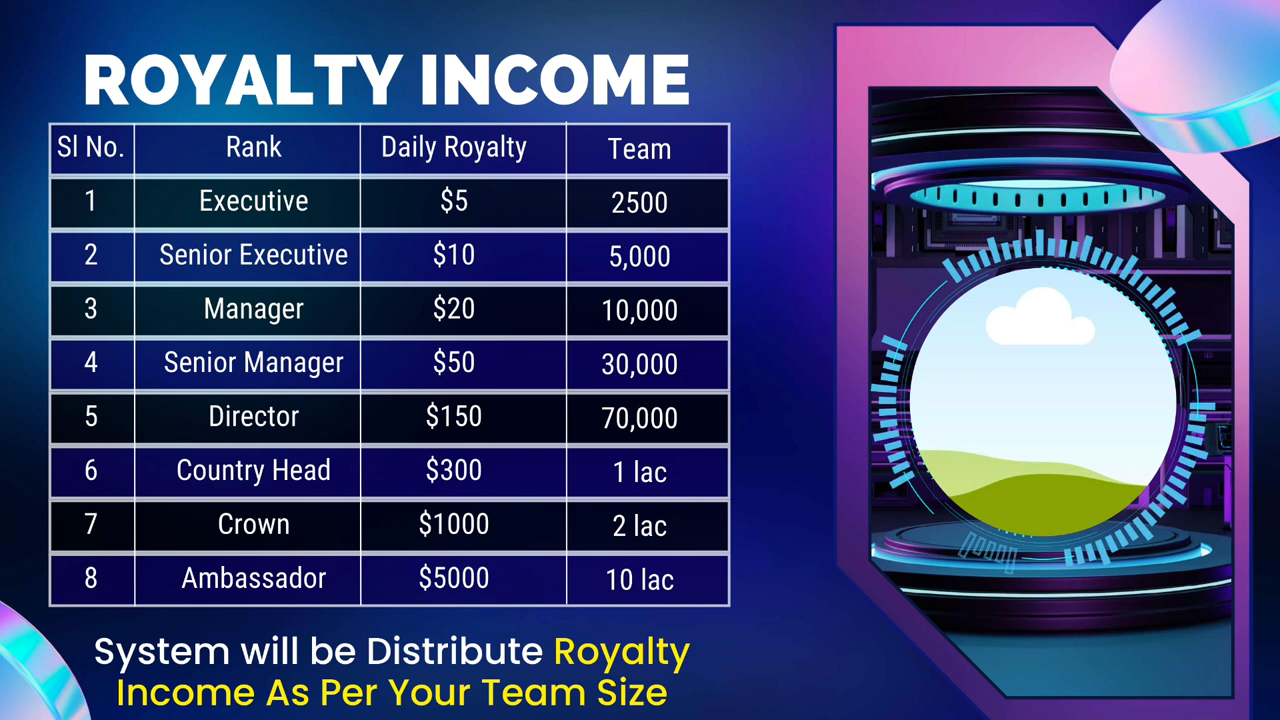 ROYALTY INCOME
Sl No. Rank Daily Royalty Team
1 Executive $5 2500
2 Senior Executive $10 5,000
3 Manager $20 10,000
4 Senior Manager $50 30,000
5 Director $150 70,000
6 Country Head $300 1 lac
7 Crown $1000 2 lac
8 Ambassador $5000 10 lac
System will be Distribute Royalty
Income As Per Your Team Size